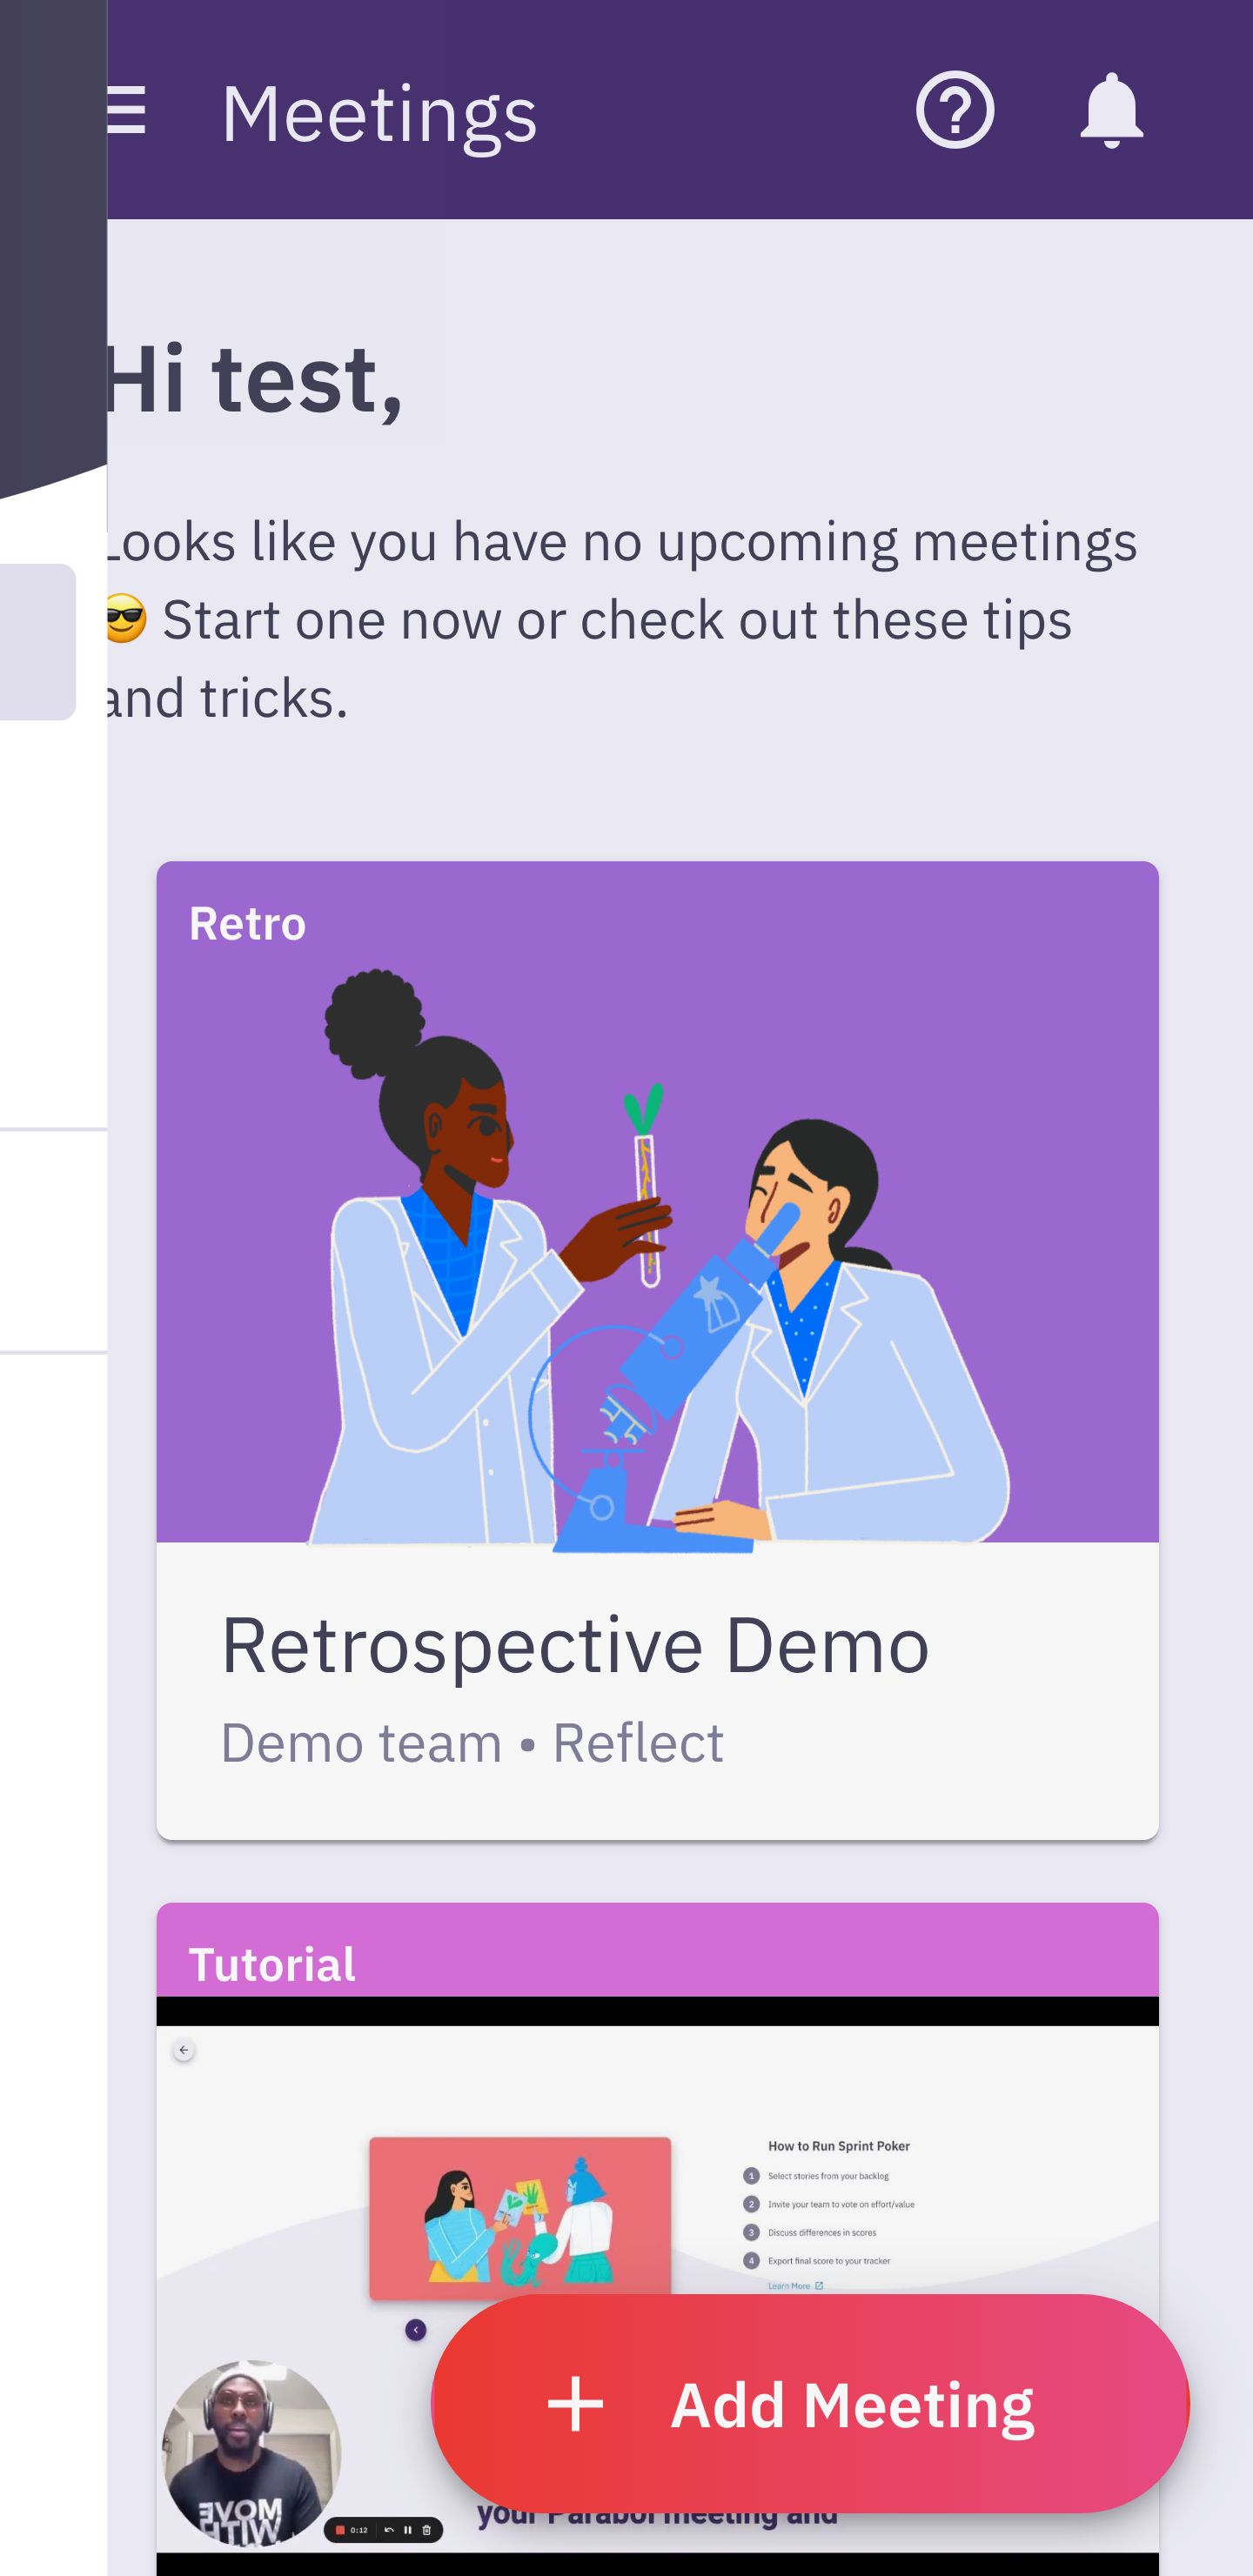 Meetings
Hi test,
Looks like you have no upcoming meetings
😎 Start one now or check out these tips
and tricks.
Retro
Retrospective Demo
Demo team • Reflect
Tutorial
How to Run Sprint Poker
1 Select stories from your backlog
2 Invite your team to vote on effort/value
3 Discuss differences in scores
4 Export final score to your tracker
Learn More
+ Add Meeting
MOVE
WITH
0:12
your Parabol meeting and